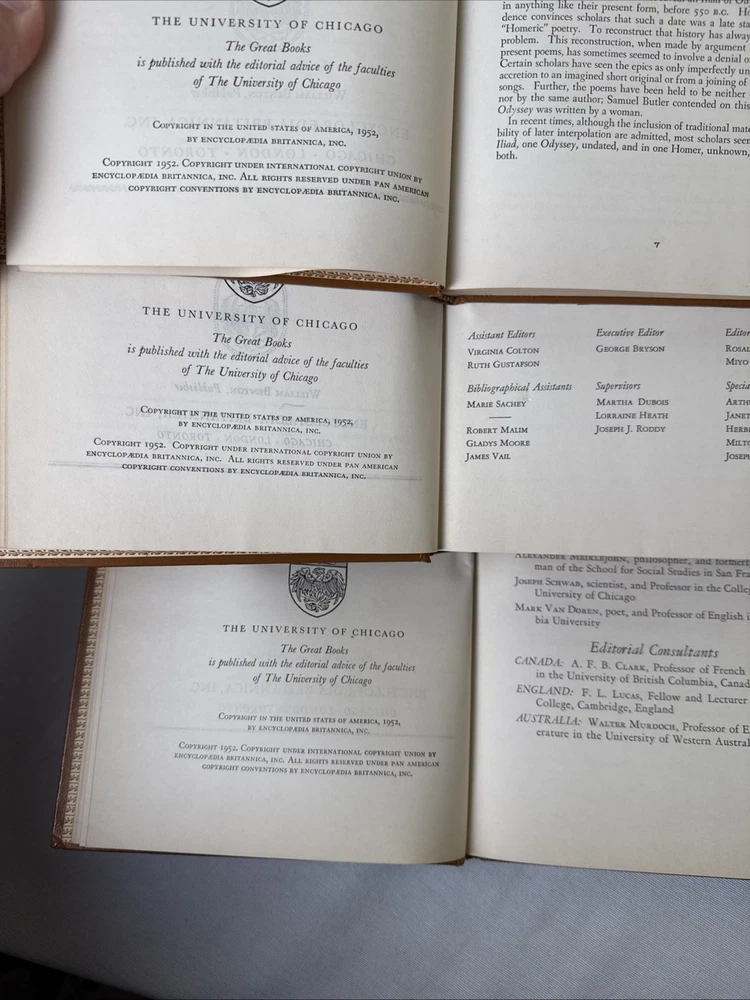 THE UNIVERSITY OF CHICAGO
The Great Books
is published with the editorial advice of the faculties
of The University of Chicago
COPYRIGHT IN THE UNITED STATES OF AMERICA, 1952,
BY ENCYCLOPÆDIA BRITANNICA, INC.
COPYRIGHT 1952. COPYRIGHT UNDER INTERNATIONAL COPYRIGHT UNION BY
ENCYCLOPÆDIA BRITANNICA, INC. ALL RIGHTS RESERVED UNDER PAN AMERICAN
COPYRIGHT CONVENTIONS BY ENCYCLOPÆDIA BRITANNICA, INC.
in anything like their present form, before 550 B.C.
dence convinces scholars that such a date was a late
"Homeric" poetry. To reconstruct that history has
problem. This reconstruction, when made by argument
present poems, has sometimes seemed to involve a denial
Certain scholars have seen the epics as only imperfectly
accretion to an imagined short original or from a joining of
songs. Further, the poems have been held to be neither
nor by the same author; Samuel Butler contended on this
Odyssey was written by a woman.
In recent times, although the inclusion of traditional
bility of later interpolation are admitted, most scholars
Iliad, one Odyssey, undated, and in one Homer, unknown,
both.
7
THE UNIVERSITY OF CHICAGO
The Great Books
is published with the editorial advice of the faculties
of The University of Chicago
COPYRIGHT IN THE UNITED STATES OF AMERICA, 1952,
BY ENCYCLOPÆDIA BRITANNICA, INC.
COPYRIGHT 1952. COPYRIGHT UNDER INTERNATIONAL COPYRIGHT UNION BY
ENCYCLOPÆDIA BRITANNICA, INC. ALL RIGHTS RESERVED UNDER PAN AMERICAN
COPYRIGHT CONVENTIONS BY ENCYCLOPÆDIA BRITANNICA, INC.
Assistant Editors
VIRGINIA COLTON
RUTH GUSTAFSON
Bibliographical Assistants
MARIE SACHEY
ROBERT MALIM
GLADYS MOORE
JAMES VAIL
Executive Editor
GEORGE BRYSON
Supervisors
MARTHA DUBOIS
LORRAINE HEATH
JOSEPH J. RODDY
THE UNIVERSITY OF CHICAGO
The Great Books
is published with the editorial advice of the faculties
of The University of Chicago
COPYRIGHT IN THE UNITED STATES OF AMERICA, 1952,
BY ENCYCLOPÆDIA BRITANNICA, INC.
COPYRIGHT 1952. COPYRIGHT UNDER INTERNATIONAL COPYRIGHT UNION BY
ENCYCLOPÆDIA BRITANNICA, INC. ALL RIGHTS RESERVED UNDER PAN AMERICAN
COPYRIGHT CONVENTIONS BY ENCYCLOPÆDIA BRITANNICA, INC.
ALEXANDER MEIKLEJOHN, philosopher, and
man of the School for Social Studies in San
JOSEPH SCHWAB, scientist, and Professor in the
University of Chicago
MARK VAN DOREN, poet, and Professor of English
bia University
Editorial Consultants
CANADA: A. F. B. CLARK, Professor of French
in the University of British Columbia,
ENGLAND: F. L. LUCAS, Fellow and Lecturer
College, Cambridge, England
AUSTRALIA: WALTER MURDOCH, Professor of
erature in the University of Western